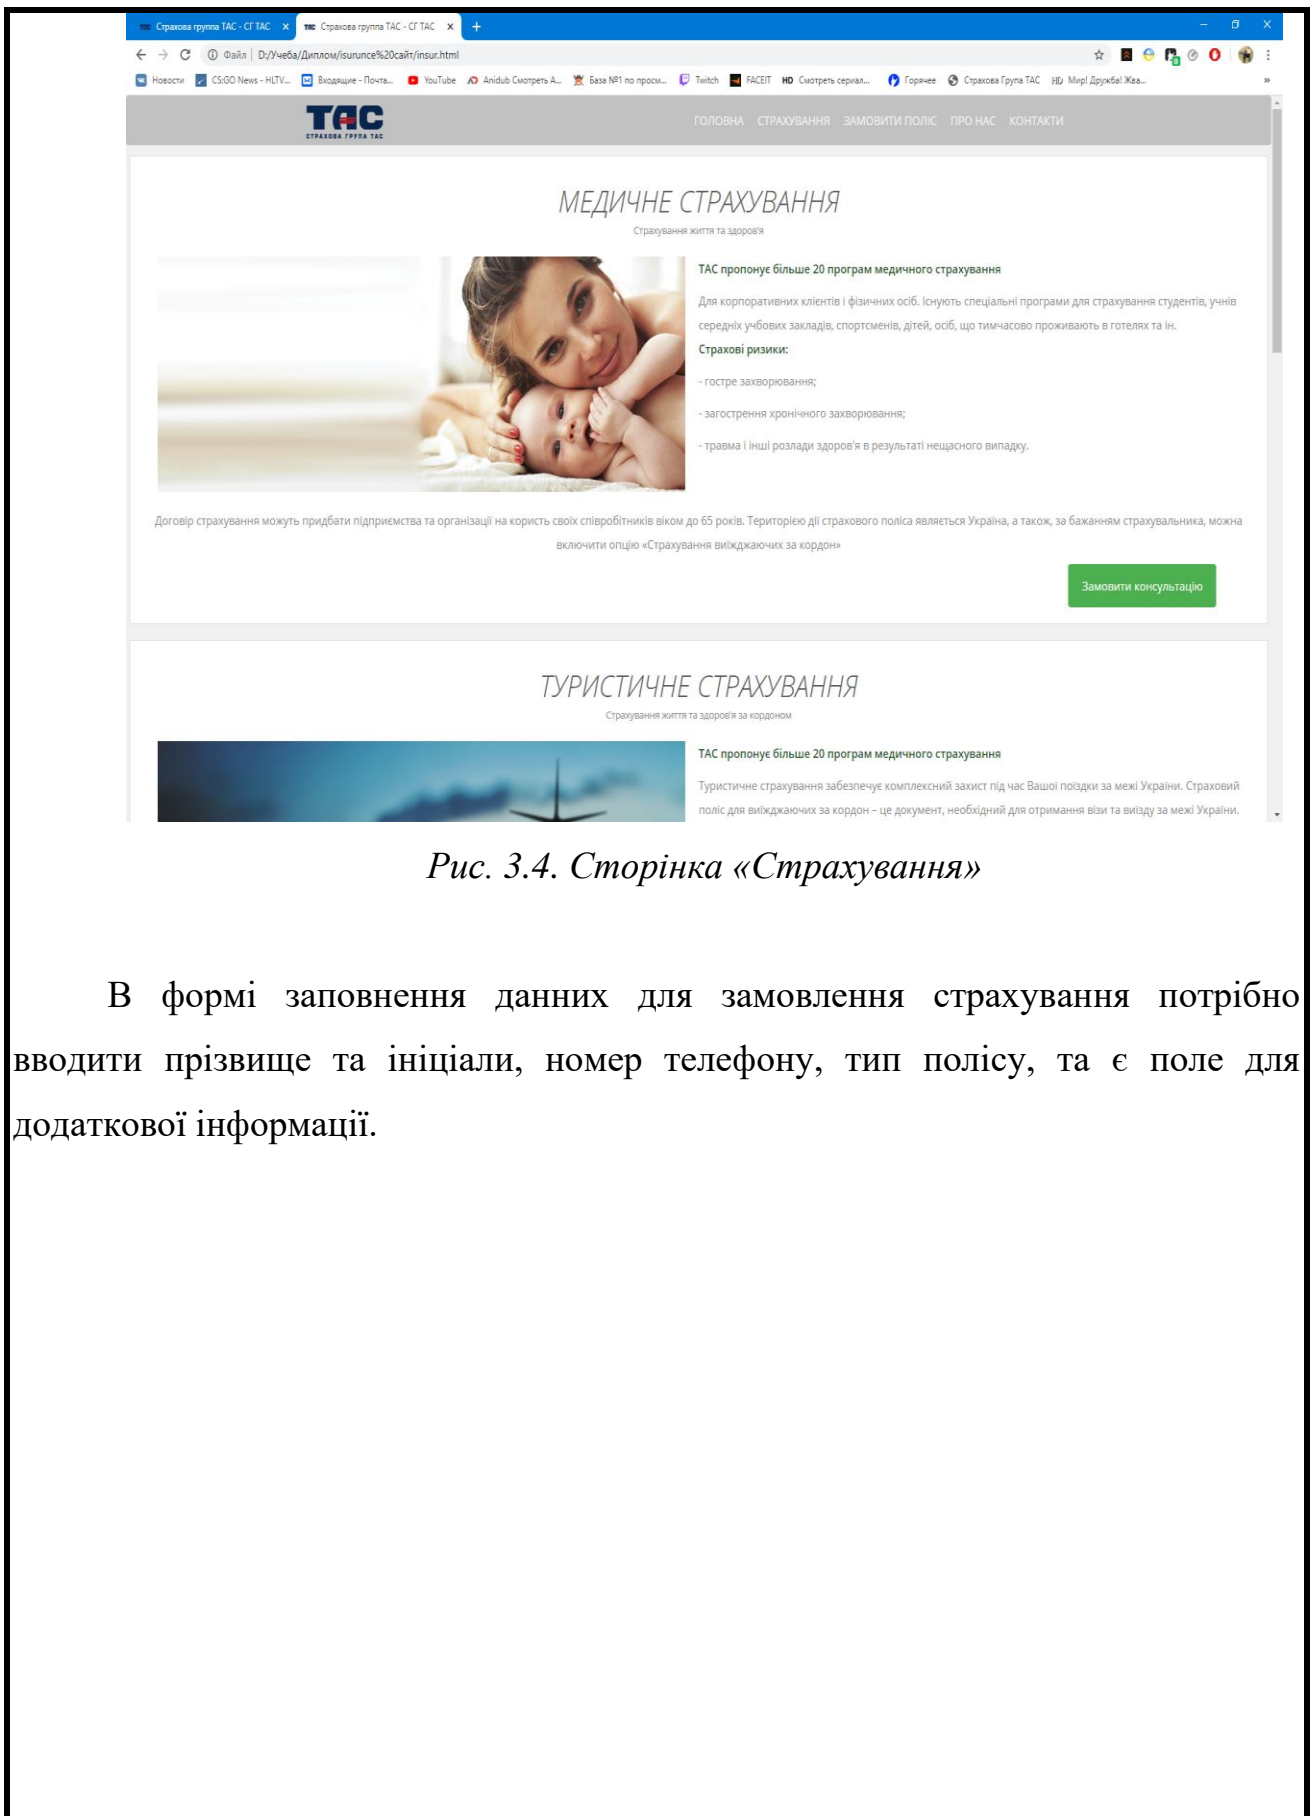 Страхова группа ТАС - СГ ТАС
Страхова группа ТАС - СГ ТАС
Файл | D:/Учеба/Диплом/isurunce%20сайт/insur.html
Новости CS:GO News - HLTV... Входящие - Почта... YouTube Anidub Смотреть A... База №1 по просм... Twitch FACEIT HD Смотреть сериал... Горячее Страхова Група ТАС HD Мир! Дружба! Жва... »
ТАС
СТРАХОВА ГРУПА ТАС
ГОЛОВНА СТРАХУВАННЯ ЗАМОВИТИ ПОЛІС ПРО НАС КОНТАКТИ
МЕДИЧНЕ СТРАХУВАННЯ
Страхування життя та здоров'я
ТАС пропонує більше 20 програм медичного страхування
Для корпоративних клієнтів і фізичних осіб. Існують спеціальні програми для страхування студентів, учнів
середніх учбових закладів, спортсменів, дітей, осіб, що тимчасово проживають в готелях та ін.
Страхові ризики:
- гостре захворювання;
- загострення хронічного захворювання;
- травма і інші розлади здоров'я в результаті нещасного випадку.
Договір страхування можуть придбати підприємства та організації на користь своїх співробітників віком до 65 років. Територією дії страхового поліса являється Україна, а також, за бажанням страхувальника, можна
включити опцію «Страхування виїжджаючих за кордон»
Замовити консультацію
ТУРИСТИЧНЕ СТРАХУВАННЯ
Страхування життя та здоров'я за кордоном
ТАС пропонує більше 20 програм медичного страхування
Туристичне страхування забезпечує комплексний захист під час Вашої поїздки за межі України. Страховий
поліс для виїжджаючих за кордон – це документ, необхідний для отримання візи та виїзду за межі України.
Рис. 3.4. Сторінка «Страхування»
В формі заповнення данних для замовлення страхування потрібно
вводити прізвище та ініціали, номер телефону, тип полісу, та є поле для
додаткової інформації.